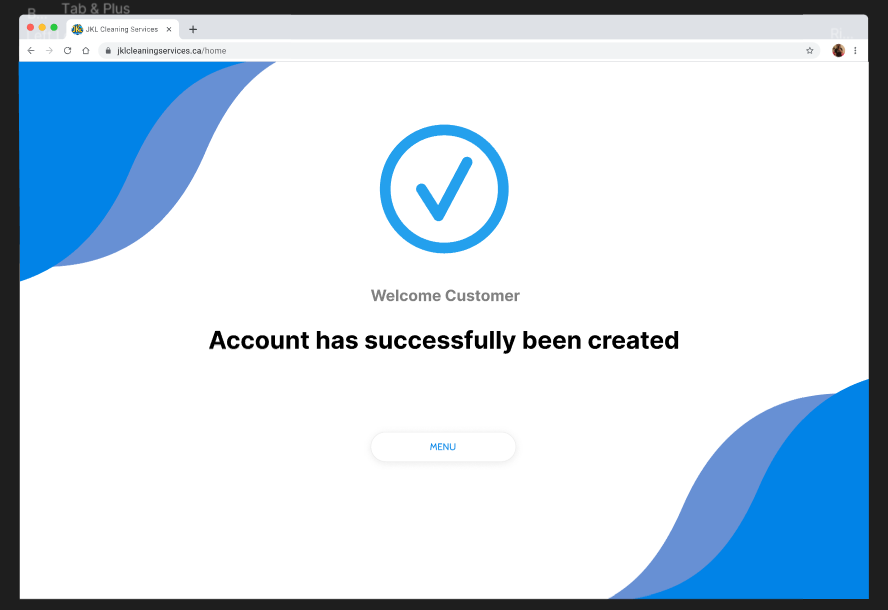 Tab & Plus
JKL Cleaning Services
jklcleaningservices.ca/home
Welcome Customer
Account has successfully been created
MENU